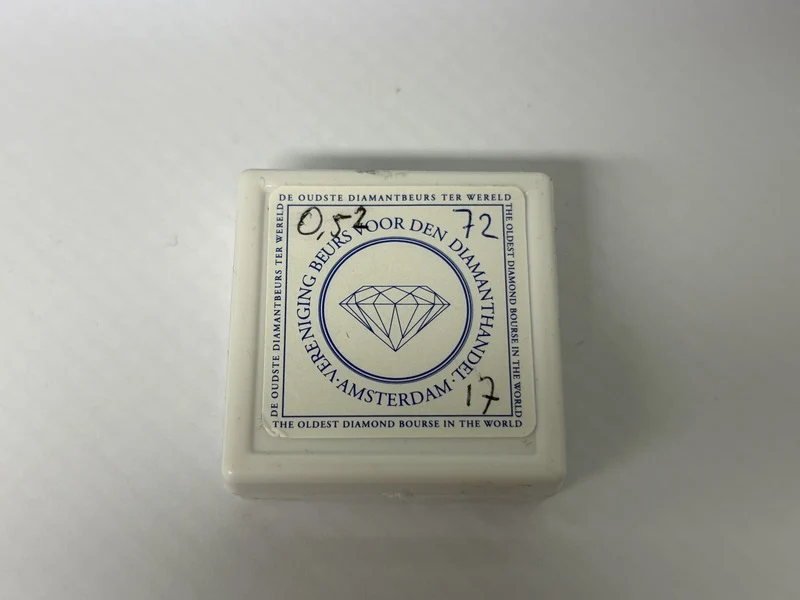 DE OUDSTE DIAMANTBEURS TER WERELD
0,52
72
VERENIGING BEURS VOOR DEN DIAMANTHANDEL
· AMSTERDAM ·
17
DE OUDSTE DIAMANTBEURS TER WERELD
THE OLDEST DIAMOND BOURSE IN THE WORLD
THE OLDEST DIAMOND BOURSE IN THE WORLD